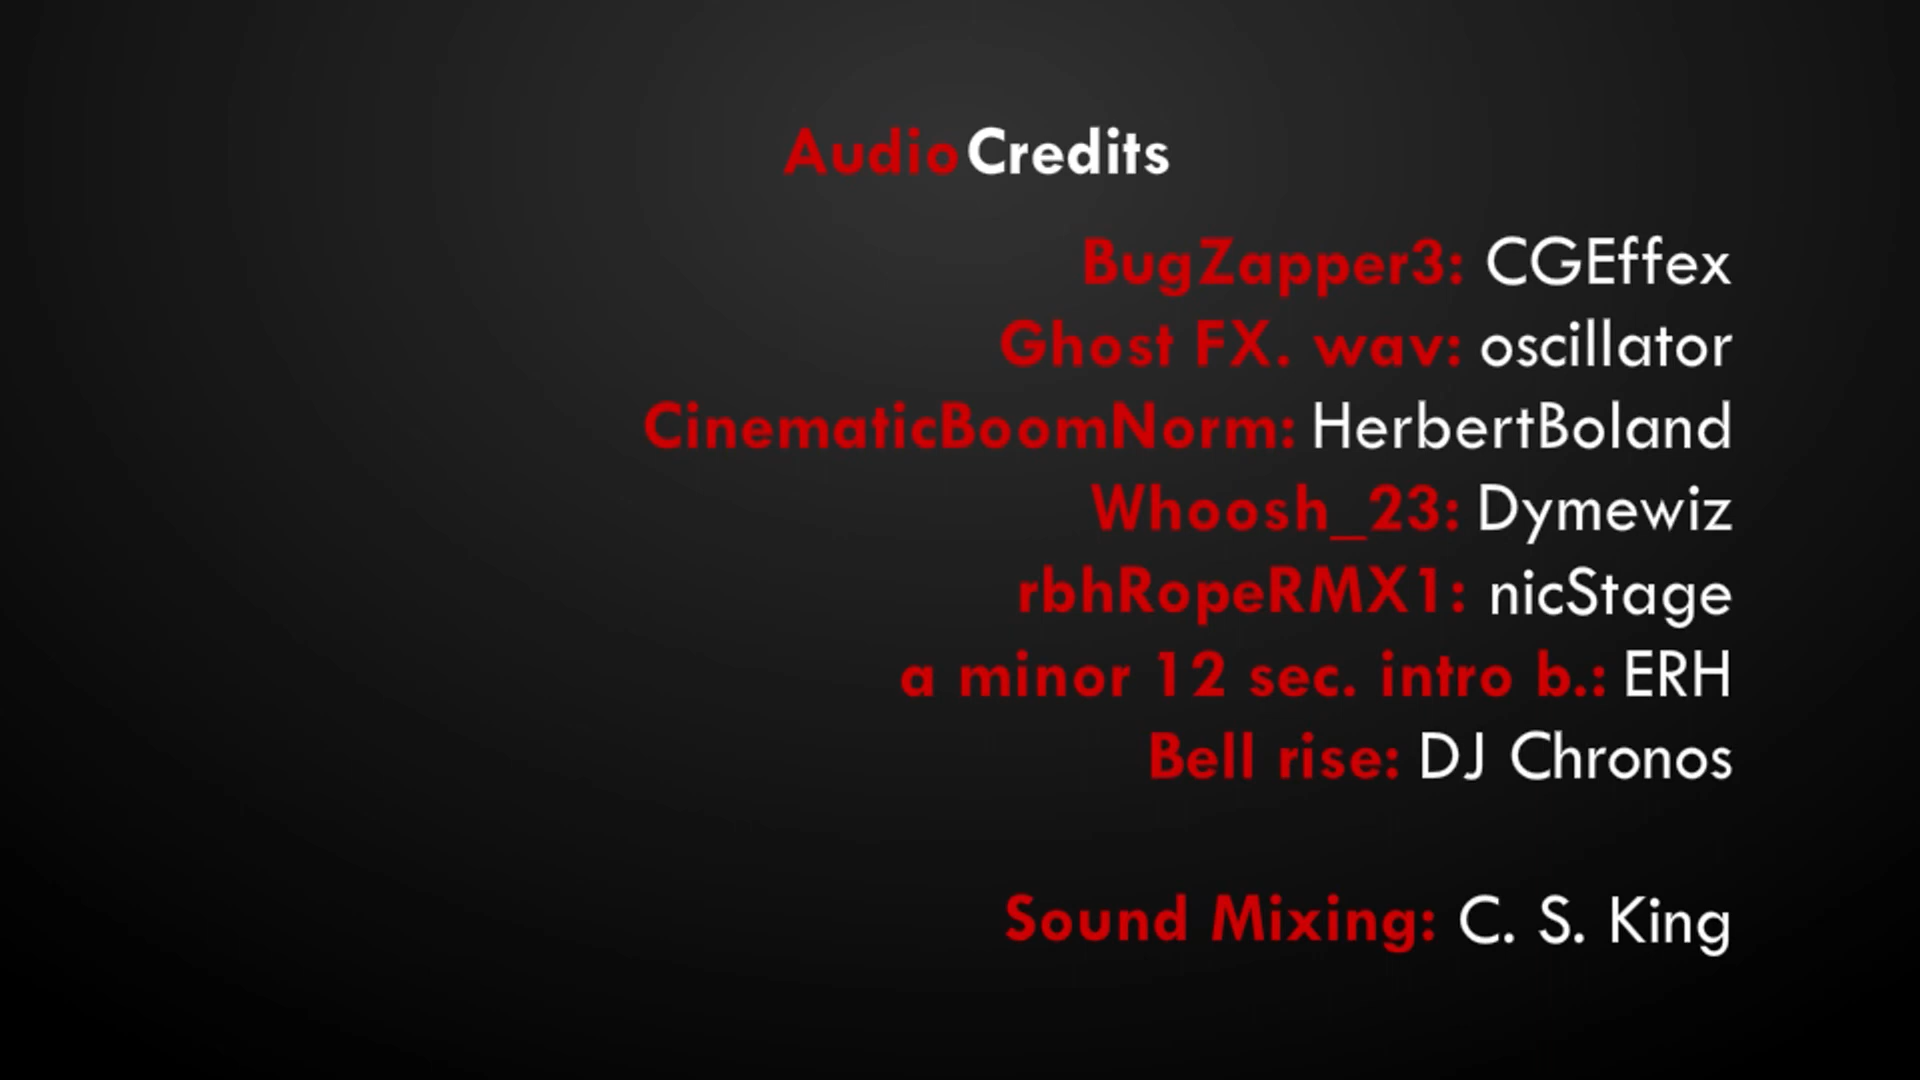 Audio Credits
BugZapper3: CGEffex
Ghost FX. wav: oscillator
CinematicBoomNorm: HerbertBoland
Whoosh_23: Dymewiz
rbhRopeRMX1: nicStage
a minor 12 sec. intro b.: ERH
Bell rise: DJ Chronos
Sound Mixing: C. S. King